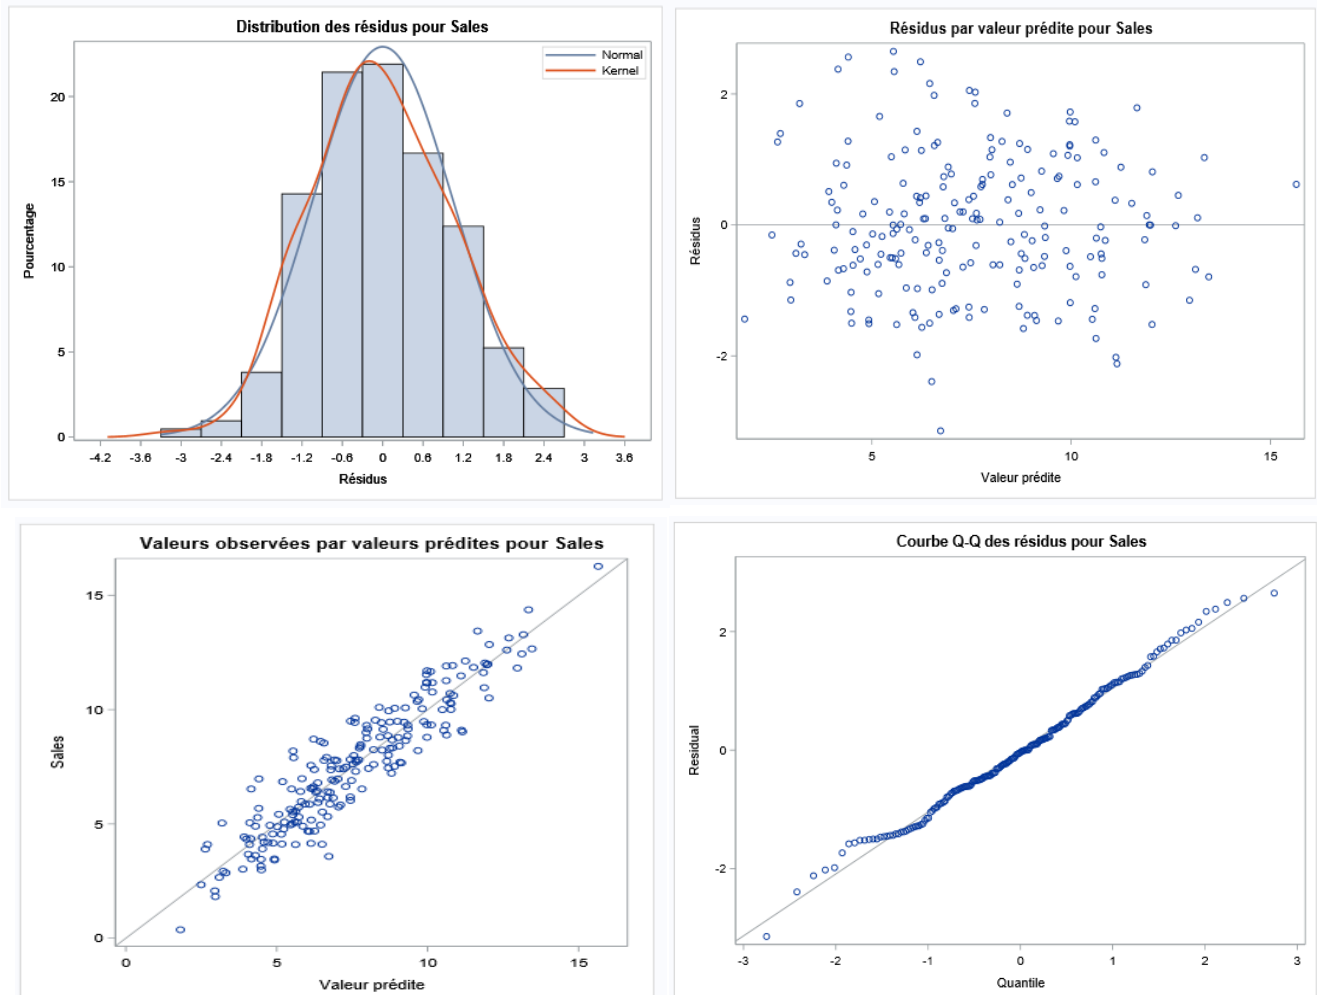 Distribution des résidus pour Sales
Normal
Kernel
Pourcentage
20
15
10
5
0
-4.2 -3.6 -3 -2.4 -1.8 -1.2 -0.6 0 0.6 1.2 1.8 2.4 3 3.6
Résidus
Résidus par valeur prédite pour Sales
Résidus
2
0
-2
5 10 15
Valeur prédite
Valeurs observées par valeurs prédites pour Sales
Sales
15
10
5
0
0 5 10 15
Valeur prédite
Courbe Q-Q des résidus pour Sales
Residual
2
0
-2
-3 -2 -1 0 1 2 3
Quantile